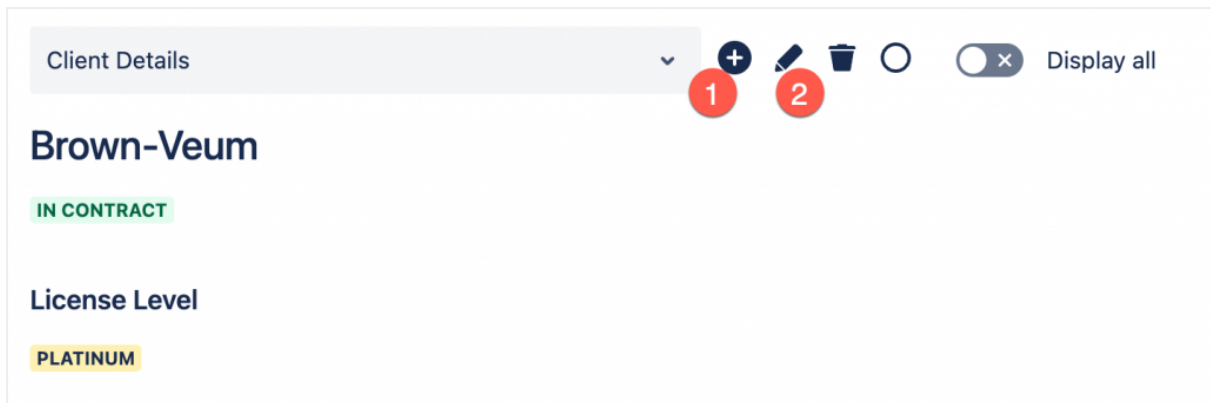 Client Details
Display all
1
2
Brown-Veum
IN CONTRACT
License Level
PLATINUM